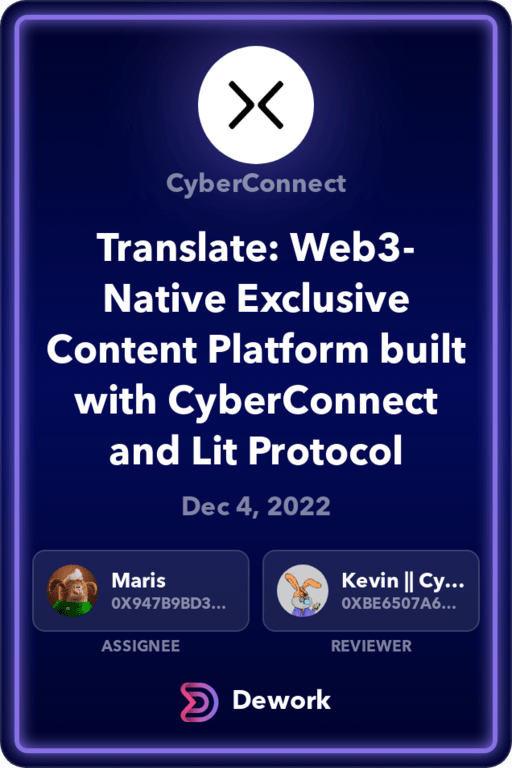 CyberConnect
Translate: Web3-
Native Exclusive
Content Platform built
with CyberConnect
and Lit Protocol
Dec 4, 2022
Maris
0X947B9BD3...
ASSIGNEE
Kevin || Cy...
0XBE6507A6...
REVIEWER
Dework